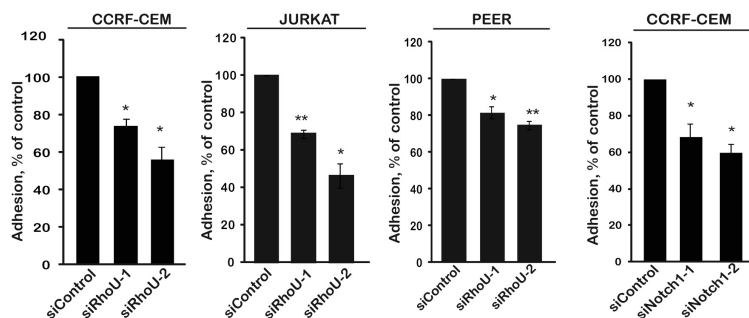 CCRF-CEM
Adhesion, % of control
120
100
80
60
40
20
0
*
*
siControl
siRhoU-1
siRhoU-2
JURKAT
Adhesion, % of control
120
100
80
60
40
20
0
**
*
siControl
siRhoU-1
siRhoU-2
PEER
Adhesion, % of control
120
100
80
60
40
20
0
*
**
siControl
siRhoU-1
siRhoU-2
CCRF-CEM
Adhesion, % of control
120
100
80
60
40
20
0
*
*
siControl
siNotch1-1
siNotch1-2